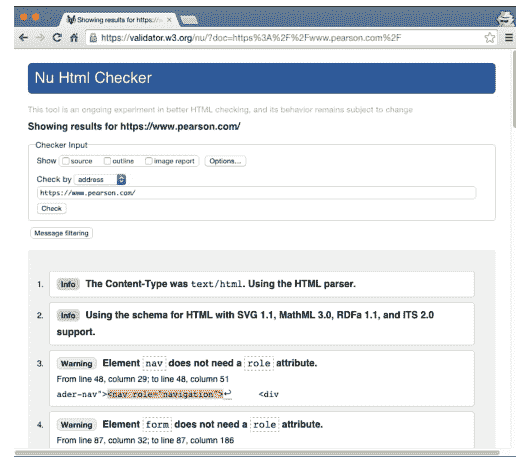 Showing results for https://
https://validator.w3.org/nu/?doc=https%3A%2F%2Fwww.pearson.com%2F
Nu Html Checker
This tool is an ongoing experiment in better HTML checking, and its behavior remains subject to change
Showing results for https://www.pearson.com/
Checker Input
Show source outline image report Options...
Check by address
https://www.pearson.com/
Check
Message filtering
1. Info The Content-Type was text/html. Using the HTML parser.
2. Info Using the schema for HTML with SVG 1.1, MathML 3.0, RDFa 1.1, and ITS 2.0
support.
3. Warning Element nav does not need a role attribute.
From line 48, column 29; to line 48, column 51
ader-nav"><nav role="navigation">↩ <div
4. Warning Element form does not need a role attribute.
From line 87, column 32; to line 87, column 186